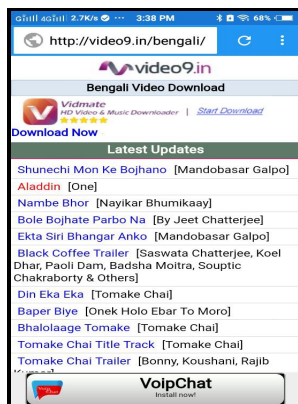 Grill 4Grill 2.7K/s 3:38 PM 68%
http://video9.in/bengali/
video9.in
Bengali Video Download
Vidmate
HD Video & Music Downloader | Start Download
Download Now
Latest Updates
Shunechi Mon Ke Bojhano [Mandobasar Galpo]
Aladdin [One]
Nambe Bhor [Nayikar Bhumikaay]
Bole Bojhate Parbo Na [By Jeet Chatterjee]
Ekta Siri Bhangar Anko [Mandobasar Galpo]
Black Coffee Trailer [Saswata Chatterjee, Koel
Dhar, Paoli Dam, Badsha Moitra, Souptic
Chakraborty & Others]
Din Eka Eka [Tomake Chai]
Baper Biye [Onek Holo Ebar To Moro]
Bhalolaage Tomake [Tomake Chai]
Tomake Chai Title Track [Tomake Chai]
Tomake Chai Trailer [Bonny, Koushani, Rajib
VoipChat
Install now!